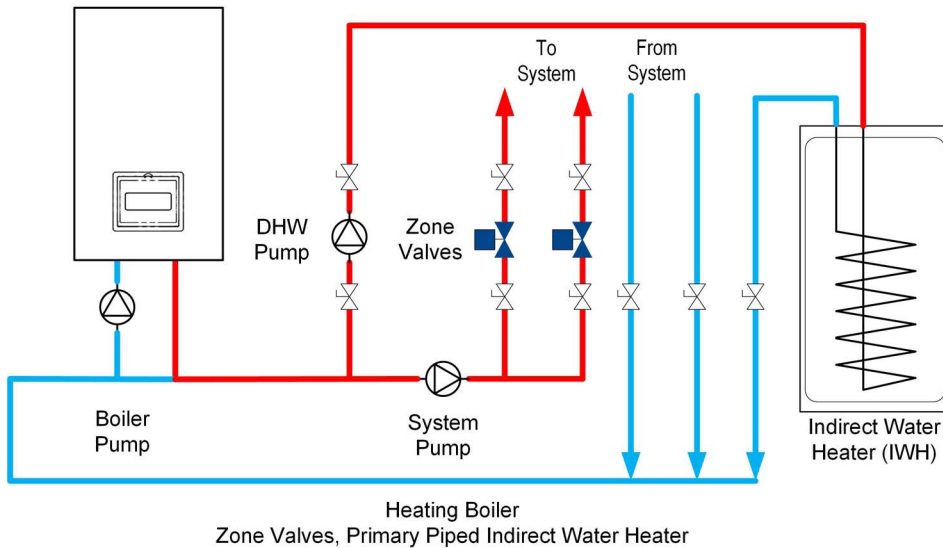 To
System
From
System
DHW
Pump
Zone
Valves
Boiler
Pump
System
Pump
Indirect Water
Heater (IWH)
Heating Boiler
Zone Valves, Primary Piped Indirect Water Heater